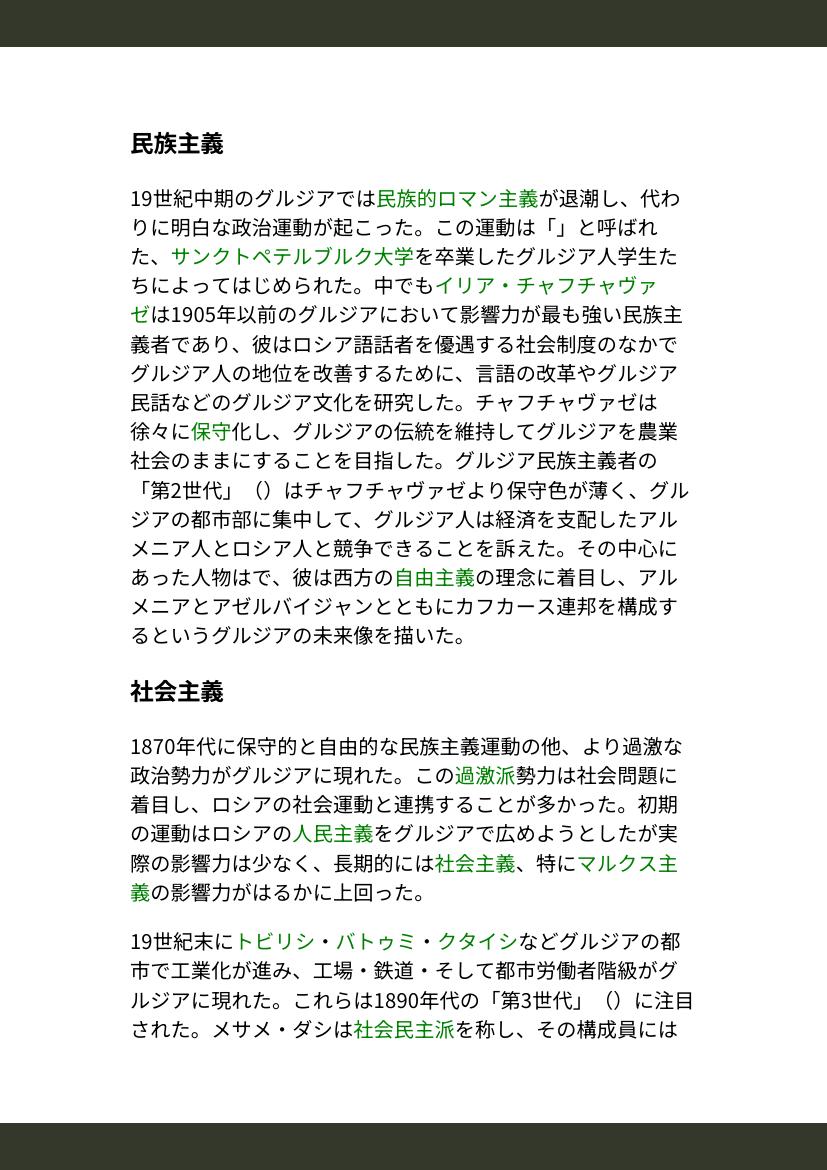 民族主義
19世紀中期のグルジアでは民族的ロマン主義が退潮し、代わ
りに明白な政治運動が起こった。この運動は「」と呼ばれ
た、サンクトペテルブルク大学を卒業したグルジア人学生た
ちによってはじめられた。中でもイリア・チャフチャヴァ
ゼは1905年以前のグルジアにおいて影響力が最も強い民族主
義者であり、彼はロシア語話者を優遇する社会制度のなかで
グルジア人の地位を改善するために、言語の改革やグルジア
民話などのグルジア文化を研究した。チャフチャヴァゼは
徐々に保守化し、グルジアの伝統を維持してグルジアを農業
社会のままにすることを目指した。グルジア民族主義者の
「第2世代」（）はチャフチャヴァゼより保守色が薄く、グル
ジアの都市部に集中して、グルジア人は経済を支配したアル
メニア人とロシア人と競争できることを訴えた。その中心に
あった人物はで、彼は西方の自由主義の理念に着目し、アル
メニアとアゼルバイジャンとともにカフカース連邦を構成す
るというグルジアの未来像を描いた。
社会主義
1870年代に保守的と自由的な民族主義運動の他、より過激な
政治勢力がグルジアに現れた。この過激派勢力は社会問題に
着目し、ロシアの社会運動と連携することが多かった。初期
の運動はロシアの人民主義をグルジアで広めようとしたが実
際の影響力は少なく、長期的には社会主義、特にマルクス主
義の影響力がはるかに上回った。
19世紀末にトビリシ・バトゥミ・クタイシなどグルジアの都
市で工業化が進み、工場・鉄道・そして都市労働者階級がグ
ルジアに現れた。これらは1890年代の「第3世代」（）に注目
された。メサメ・ダシは社会民主派を称し、その構成員には